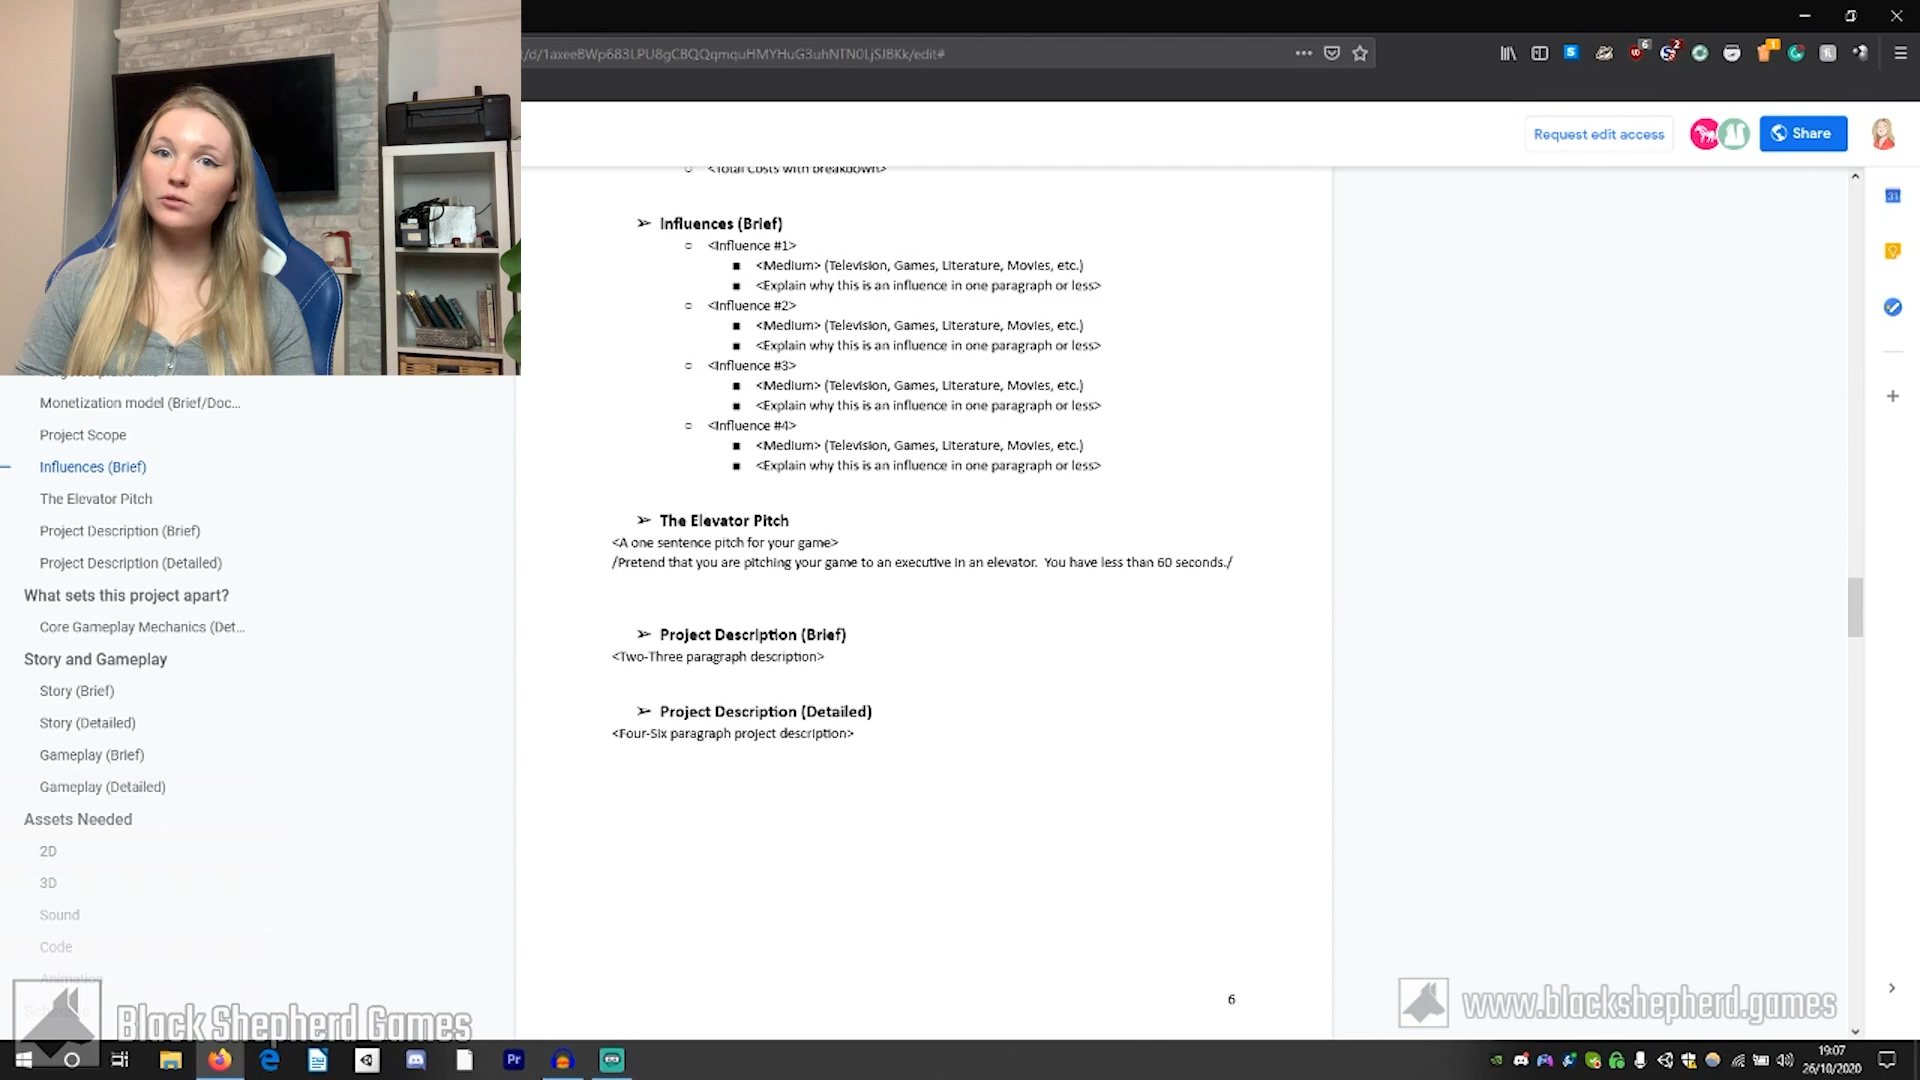 /d/1axeeBWp683LPU8gCBQQqmquHMYHuG3uhNTN0LjSJBKk/edit#
Request edit access
Share
<Total Costs with breakdown>
➢ Influences (Brief)
○ <Influence #1>
■ <Medium> (Television, Games, Literature, Movies, etc.)
■ <Explain why this is an influence in one paragraph or less>
○ <Influence #2>
■ <Medium> (Television, Games, Literature, Movies, etc.)
■ <Explain why this is an influence in one paragraph or less>
○ <Influence #3>
■ <Medium> (Television, Games, Literature, Movies, etc.)
■ <Explain why this is an influence in one paragraph or less>
○ <Influence #4>
■ <Medium> (Television, Games, Literature, Movies, etc.)
■ <Explain why this is an influence in one paragraph or less>
➢ The Elevator Pitch
<A one sentence pitch for your game>
/Pretend that you are pitching your game to an executive in an elevator. You have less than 60 seconds./
➢ Project Description (Brief)
<Two-Three paragraph description>
➢ Project Description (Detailed)
<Four-Six paragraph project description>
6
Targeted platforms
Monetization model (Brief/Doc...
Project Scope
Influences (Brief)
The Elevator Pitch
Project Description (Brief)
Project Description (Detailed)
What sets this project apart?
Core Gameplay Mechanics (Det...
Story and Gameplay
Story (Brief)
Story (Detailed)
Gameplay (Brief)
Gameplay (Detailed)
Assets Needed
2D
3D
Sound
Code
Animation
Black Shepherd Games
www.blackshepherd.games
Pr
19:07
26/10/2020